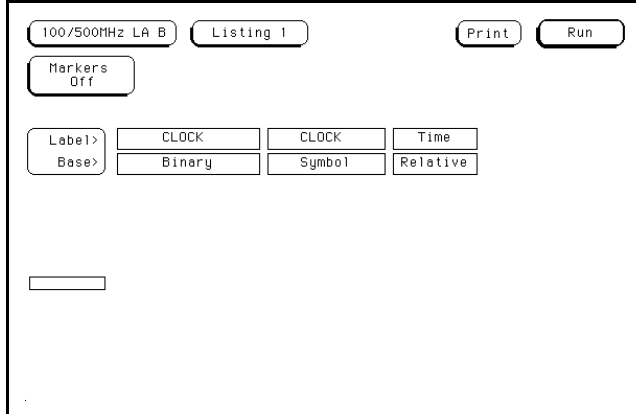 100/500MHz LA B Listing 1 Print Run
Markers
Off
Label> CLOCK CLOCK Time
Base> Binary Symbol Relative